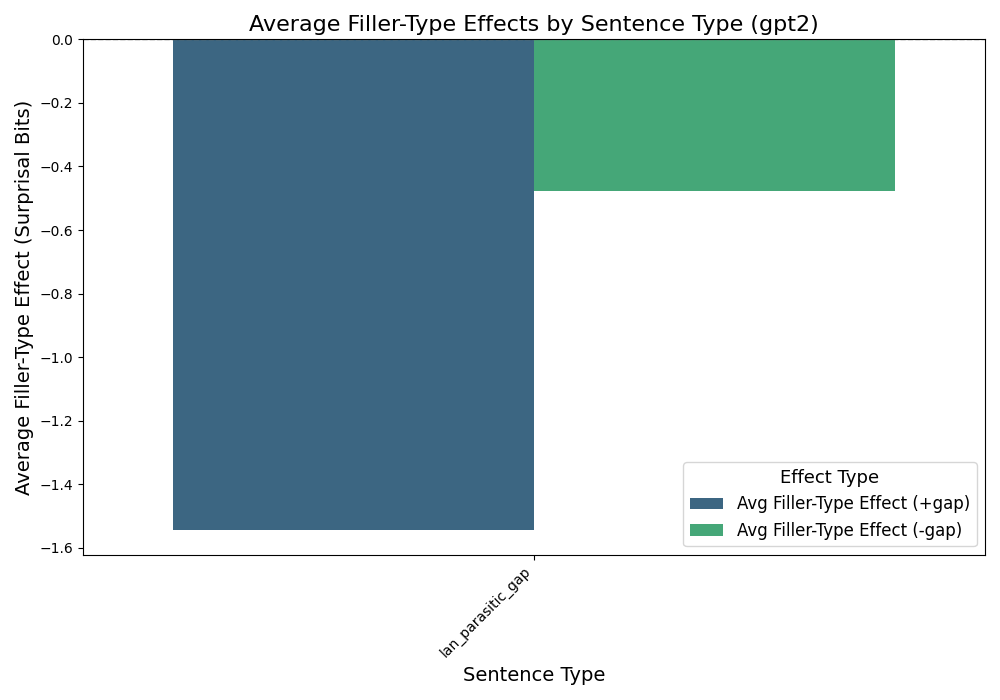 Average Filler-Type Effects by Sentence Type (gpt2)
Average Filler-Type Effect (Surprisal Bits)
0.0
−0.2
−0.4
−0.6
−0.8
−1.0
−1.2
−1.4
−1.6
Effect Type
Avg Filler-Type Effect (+gap)
Avg Filler-Type Effect (-gap)
lan_parasitic_gap
Sentence Type